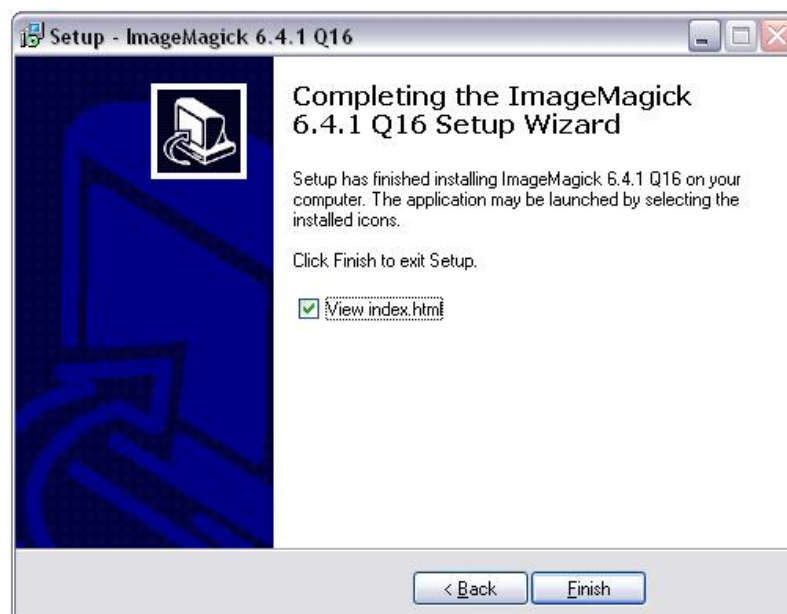 Setup - ImageMagick 6.4.1 Q16
Completing the ImageMagick
6.4.1 Q16 Setup Wizard
Setup has finished installing ImageMagick 6.4.1 Q16 on your
computer. The application may be launched by selecting the
installed icons.
Click Finish to exit Setup.
View index.html
< Back
Finish